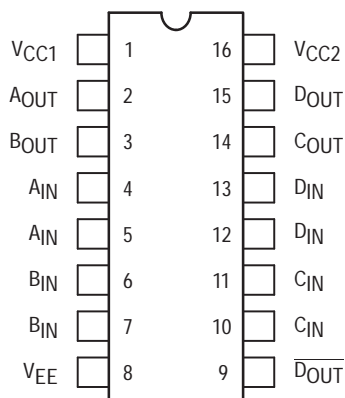 VCC1 1 16 VCC2
AOUT 2 15 DOUT
BOUT 3 14 COUT
AIN 4 13 DIN
AIN 5 12 DIN
BIN 6 11 CIN
BIN 7 10 CIN
VEE 8 9 D̅O̅U̅T̅